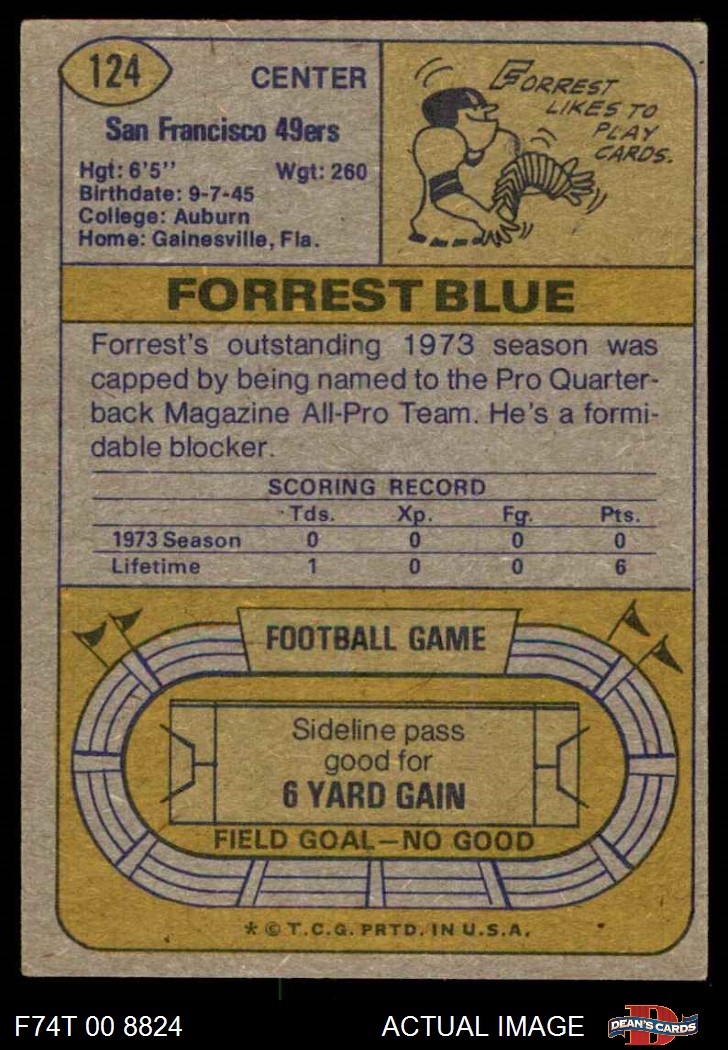 124
CENTER
San Francisco 49ers
Hgt: 6'5'' Wgt: 260
Birthdate: 9-7-45
College: Auburn
Home: Gainesville, Fla.
FORREST
LIKES TO
PLAY
CARDS.
FORREST BLUE
Forrest's outstanding 1973 season was
capped by being named to the Pro Quarter-
back Magazine All-Pro Team. He's a formi-
dable blocker.
SCORING RECORD
Tds. Xp. Fg. Pts.
1973 Season 0 0 0 0
Lifetime 1 0 0 6
FOOTBALL GAME
Sideline pass
good for
6 YARD GAIN
FIELD GOAL—NO GOOD
* © T.C.G. PRTD. IN U.S.A.
F74T 00 8824 ACTUAL IMAGE
D
DEAN'S CARDS